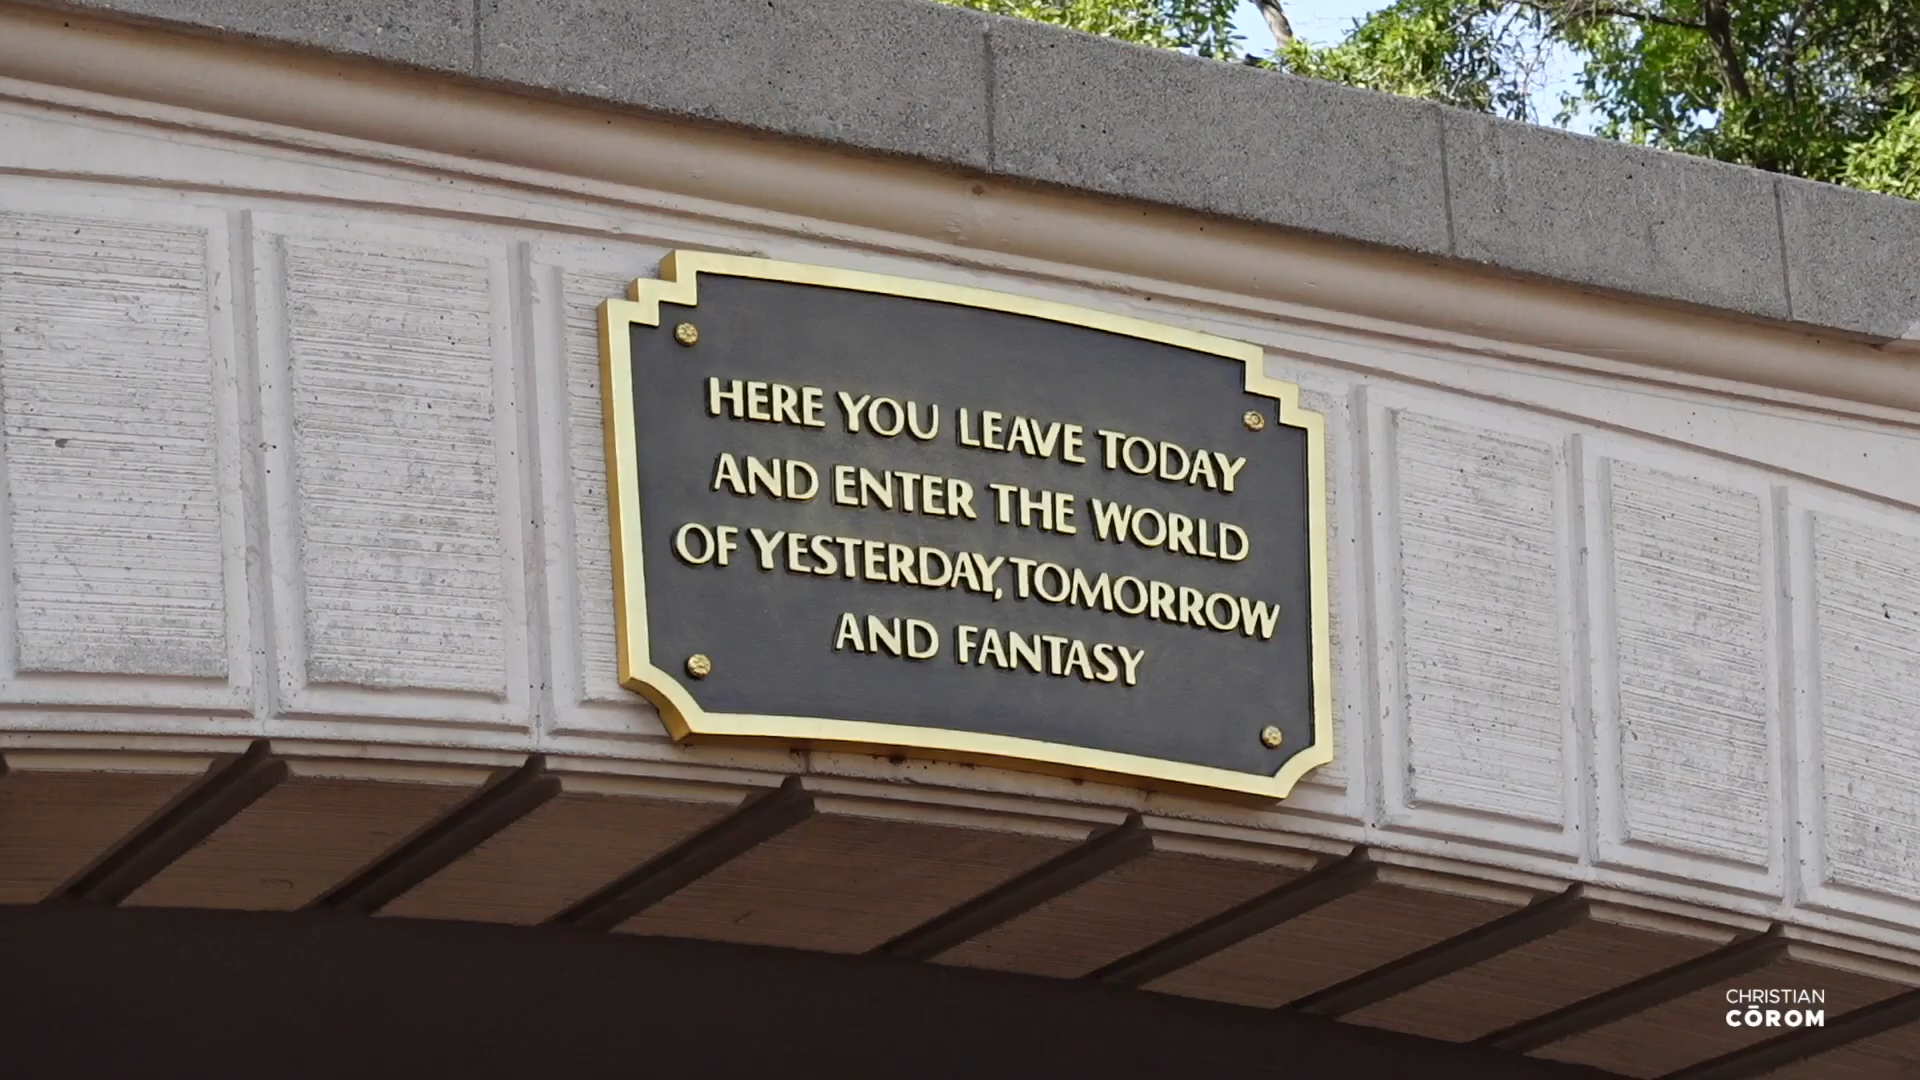 HERE YOU LEAVE TODAY
AND ENTER THE WORLD
OF YESTERDAY, TOMORROW
AND FANTASY
CHRISTIAN
CŌROM